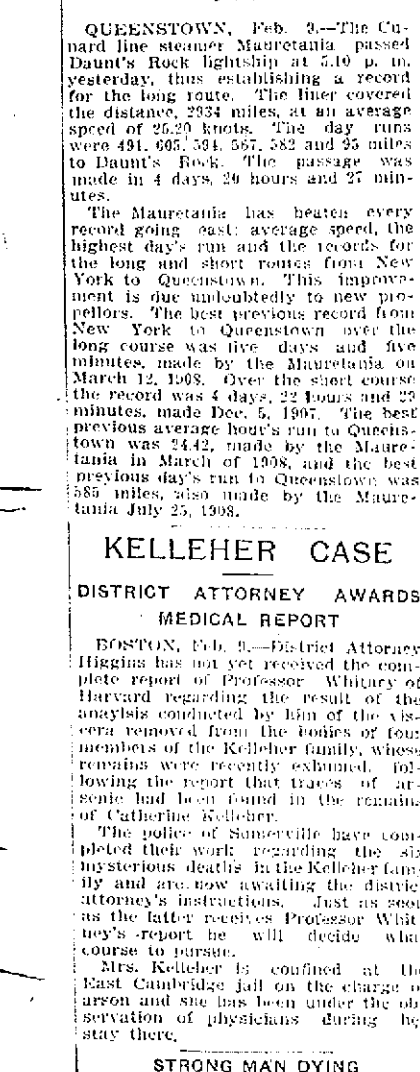 QUEENSTOWN, Feb. 9.—The Cu-
nard line steamer Mauretania passed
Daunt's Rock lightship at 5.10 p. m.
yesterday, thus establishing a record
for the long route. The liner covered
the distance, 2934 miles, at an average
speed of 25.20 knots. The day runs
were 491, 605, 594, 567, 582 and 95 miles
to Daunt's Rock. The passage was
made in 4 days, 20 hours and 27 min-
utes.
The Mauretania has beaten every
record going east: average speed, the
highest day's run and the records for
the long and short routes from New
York to Queenstown. This improve-
ment is due undoubtedly to new pro-
pellors. The best previous record from
New York to Queenstown over the
long course was five days and five
minutes, made by the Mauretania on
March 12, 1908. Over the short course
the record was 4 days, 22 hours and 29
minutes, made Dec. 5, 1907. The best
previous average hour's run to Queens-
town was 24.42, made by the Maure-
tania in March of 1908, and the best
previous day's run to Queenstown was
585 miles, also made by the Maure-
tania July 25, 1908.
KELLEHER CASE
DISTRICT ATTORNEY AWARDS
MEDICAL REPORT
BOSTON, Feb. 9.—District Attorney
Higgins has not yet received the com-
plete report of Professor Whitney of
Harvard regarding the result of the
anaylsis conducted by him of the vis-
cera removed from the bodies of four
members of the Kelleher family, whose
remains were recently exhumed, fol-
lowing the report that traces of ar-
senic had been found in the remains
of Catherine Kelleher.
The police of Somerville have com-
pleted their work regarding the six
mysterious deaths in the Kelleher fam-
ily and are now awaiting the distric
attorney's instructions. Just as soon
as the latter receives Professor Whit
ney's report he will decide wha
course to pursue.
Mrs. Kelleher is confined at the
East Cambridge jail on the charge o
arson and she has been under the ob
servation of physicians during he
stay there.
STRONG MAN DYING